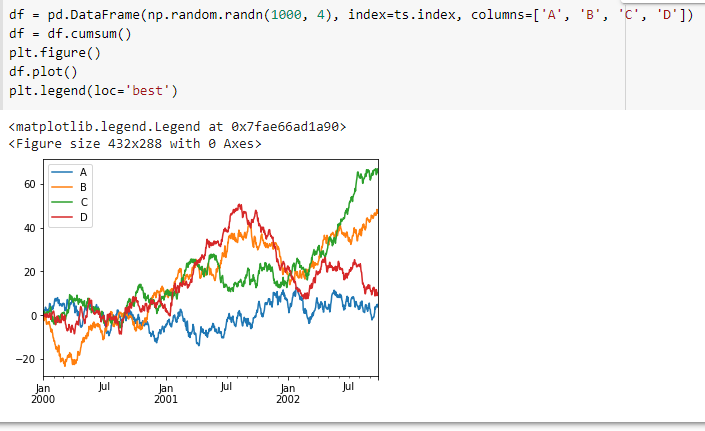 df = pd.DataFrame(np.random.randn(1000, 4), index=ts.index, columns=['A', 'B', 'C', 'D'])
df = df.cumsum()
plt.figure()
df.plot()
plt.legend(loc='best')
<matplotlib.legend.Legend at 0x7fae66ad1a90>
<Figure size 432x288 with 0 Axes>
A
B
C
D
60
40
20
0
−20
Jan Jul Jan Jul Jan Jul
2000 2001 2002